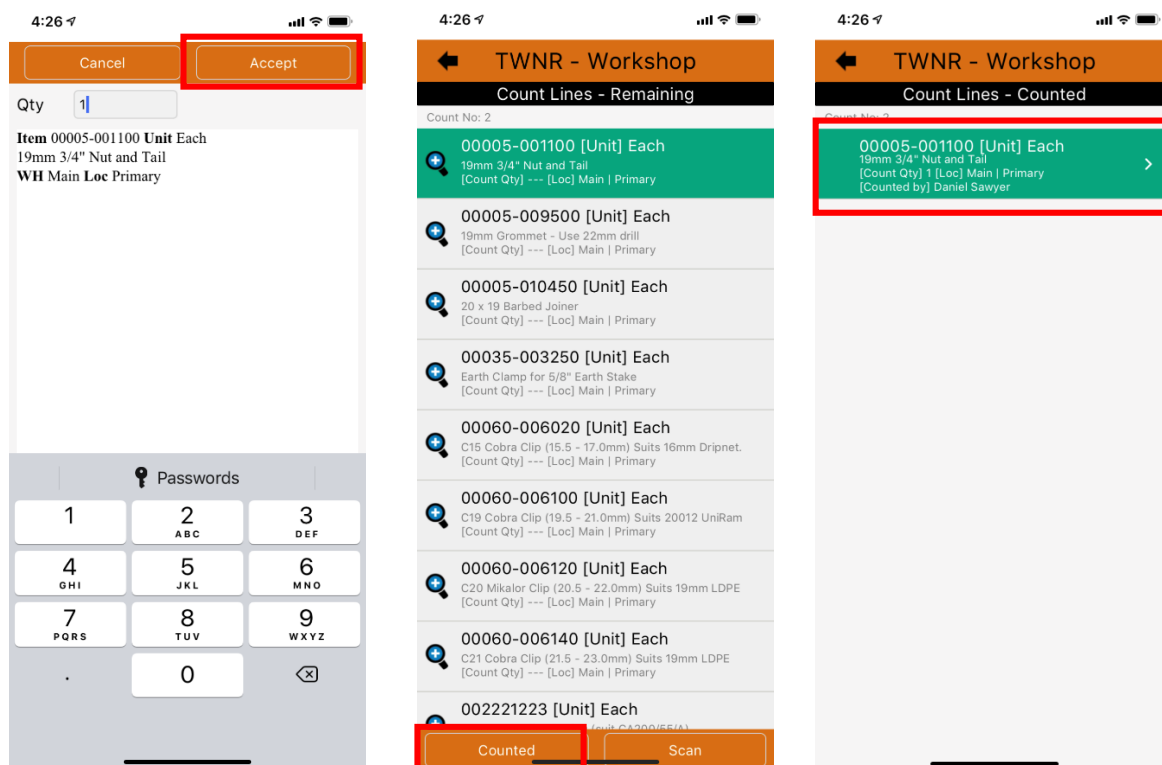 4:26
Cancel Accept
Qty 1
Item 00005-001100 Unit Each
19mm 3/4" Nut and Tail
WH Main Loc Primary
Passwords
1 2 3
ABC DEF
4 5 6
GHI JKL MNO
7 8 9
PQRS TUV WXYZ
. 0
4:26
TWNR - Workshop
Count Lines - Remaining
Count No: 2
00005-001100 [Unit] Each
19mm 3/4" Nut and Tail
[Count Qty] --- [Loc] Main | Primary
00005-009500 [Unit] Each
19mm Grommet - Use 22mm drill
[Count Qty] --- [Loc] Main | Primary
00005-010450 [Unit] Each
20 x 19 Barbed Joiner
[Count Qty] --- [Loc] Main | Primary
00035-003250 [Unit] Each
Earth Clamp for 5/8" Earth Stake
[Count Qty] --- [Loc] Main | Primary
00060-006020 [Unit] Each
C15 Cobra Clip (15.5 - 17.0mm) Suits 16mm Dripnet.
[Count Qty] --- [Loc] Main | Primary
00060-006100 [Unit] Each
C19 Cobra Clip (19.5 - 21.0mm) Suits 20012 UniRam
[Count Qty] --- [Loc] Main | Primary
00060-006120 [Unit] Each
C20 Mikalor Clip (20.5 - 22.0mm) Suits 19mm LDPE
[Count Qty] --- [Loc] Main | Primary
00060-006140 [Unit] Each
C21 Cobra Clip (21.5 - 23.0mm) Suits 19mm LDPE
[Count Qty] --- [Loc] Main | Primary
002221223 [Unit] Each
Counted Scan
4:26
TWNR - Workshop
Count Lines - Counted
Count No: 2
00005-001100 [Unit] Each
19mm 3/4" Nut and Tail
[Count Qty] 1 [Loc] Main | Primary
[Counted by] Daniel Sawyer